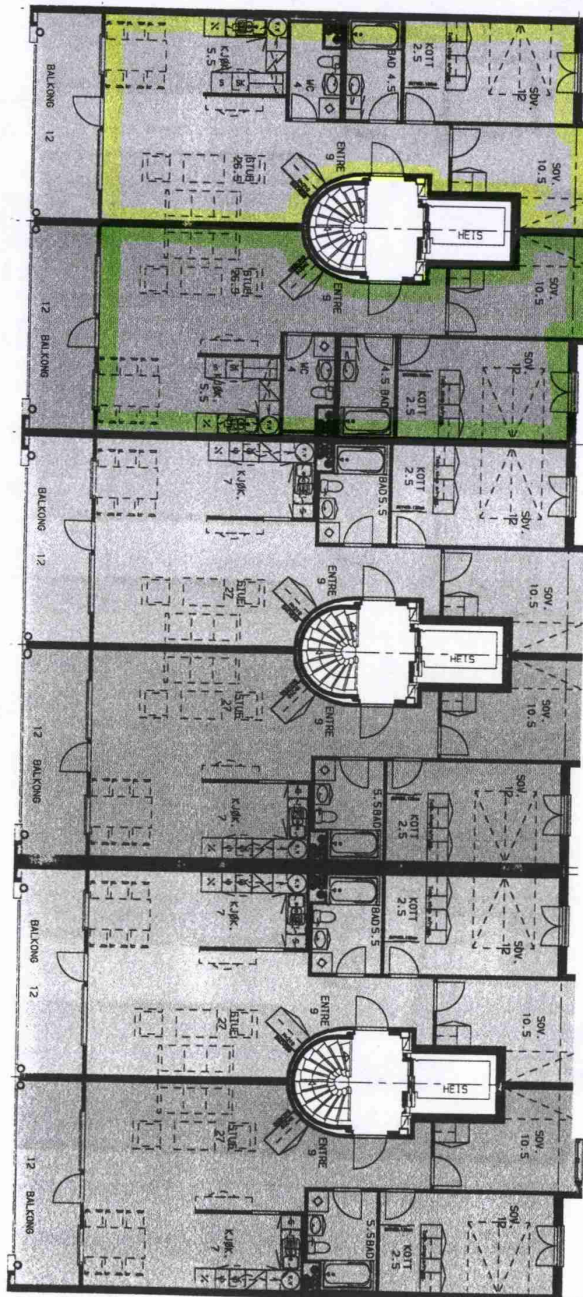 BALKONG 12
KJØK.
5.5
WC
4
BAD 4.5
KOTT
2.5
SOV.
12
STUE
26.5
ENTRE
9
SOV.
10.5
HEIS
STUE
26.5
ENTRE
9
SOV.
10.5
12 BALKONG
KJØK.
5.5
WC
4
4.5 BAD
KOTT
2.5
SOV.
12
BALKONG 12
KJØK.
7
BAD 5.5
KOTT
2.5
SOV.
12
STUE
27
ENTRE
9
SOV.
10.5
HEIS
STUE
27
ENTRE
9
SOV.
10.5
12 BALKONG
KJØK.
7
5.5 BAD
KOTT
2.5
SOV.
12
BALKONG 12
KJØK.
7
BAD 5.5
KOTT
2.5
SOV.
12
STUE
27
ENTRE
9
SOV.
10.5
HEIS
STUE
27
ENTRE
9
SOV.
10.5
12 BALKONG
KJØK.
7
5.5 BAD
KOTT
2.5
SOV.
12